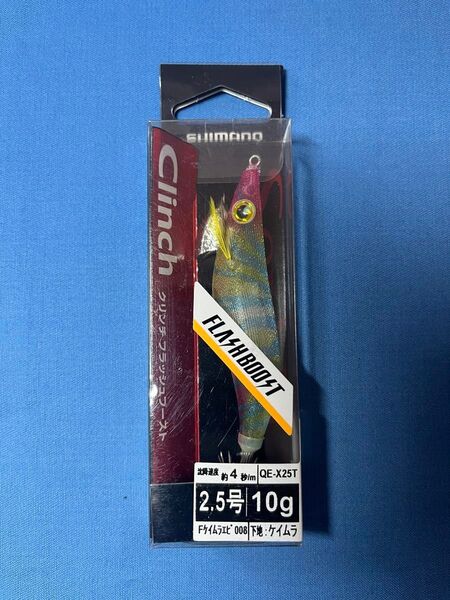 SHIMANO
Clinch
クリンチ フラッシュブースト
FLASHBOOST
沈降速度
約4秒/m
QE-X25T
2.5号
10g
Fケイムラエビ 008
下地:ケイムラ